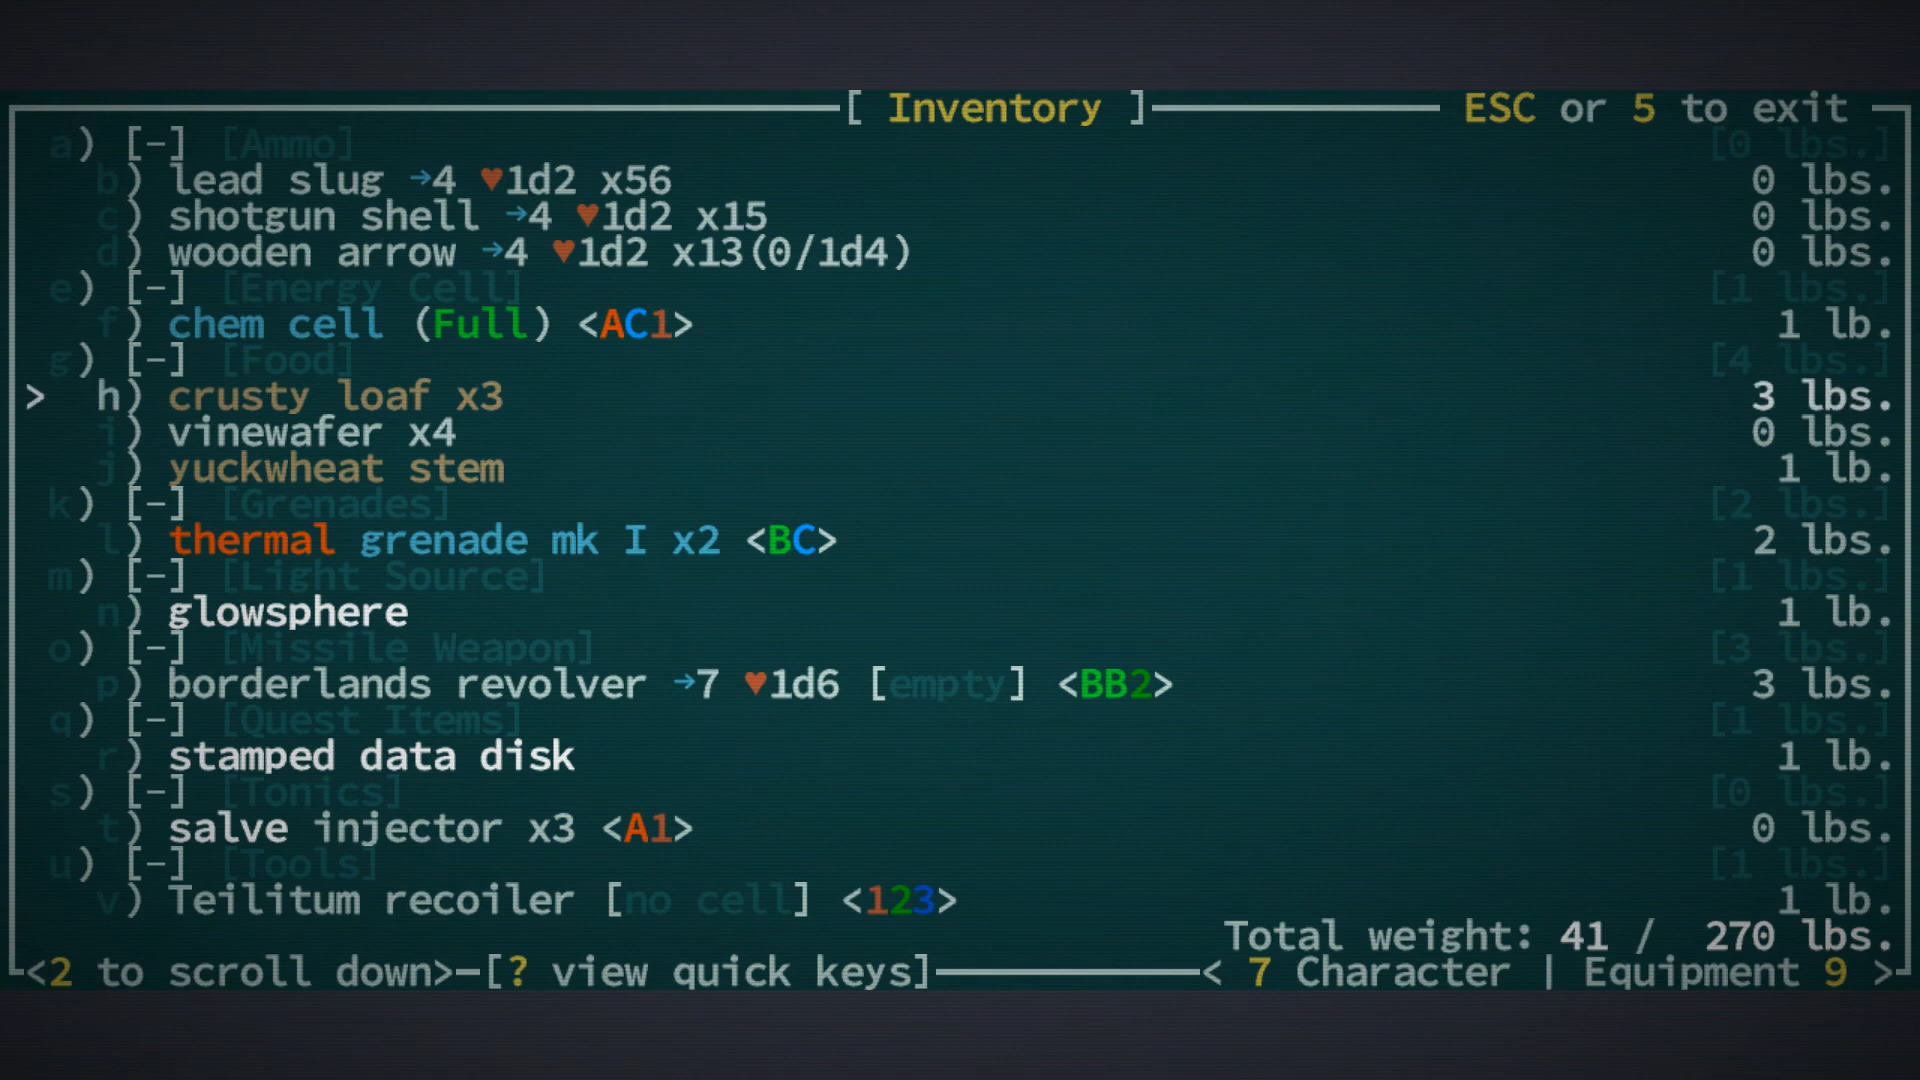 [ Inventory ] ESC or 5 to exit
a) [-] [Ammo] [0 lbs.]
b) lead slug →4 ♥1d2 x56 0 lbs.
c) shotgun shell →4 ♥1d2 x15 0 lbs.
d) wooden arrow →4 ♥1d2 x13(0/1d4) 0 lbs.
e) [-] [Energy Cell] [1 lbs.]
f) chem cell (Full) <AC1> 1 lb.
g) [-] [Food] [4 lbs.]
> h) crusty loaf x3 3 lbs.
i) vinewafer x4 0 lbs.
j) yuckwheat stem 1 lb.
k) [-] [Grenades] [2 lbs.]
l) thermal grenade mk I x2 <BC> 2 lbs.
m) [-] [Light Source] [1 lbs.]
n) glowsphere 1 lb.
o) [-] [Missile Weapon] [3 lbs.]
p) borderlands revolver →7 ♥1d6 [empty] <BB2> 3 lbs.
q) [-] [Quest Items] [1 lbs.]
r) stamped data disk 1 lb.
s) [-] [Tonics] [0 lbs.]
t) salve injector x3 <A1> 0 lbs.
u) [-] [Tools] [1 lbs.]
v) Teilitum recoiler [no cell] <123> 1 lb.
Total weight: 41 / 270 lbs.
<2 to scroll down> [? view quick keys] < 7 Character | Equipment 9 >